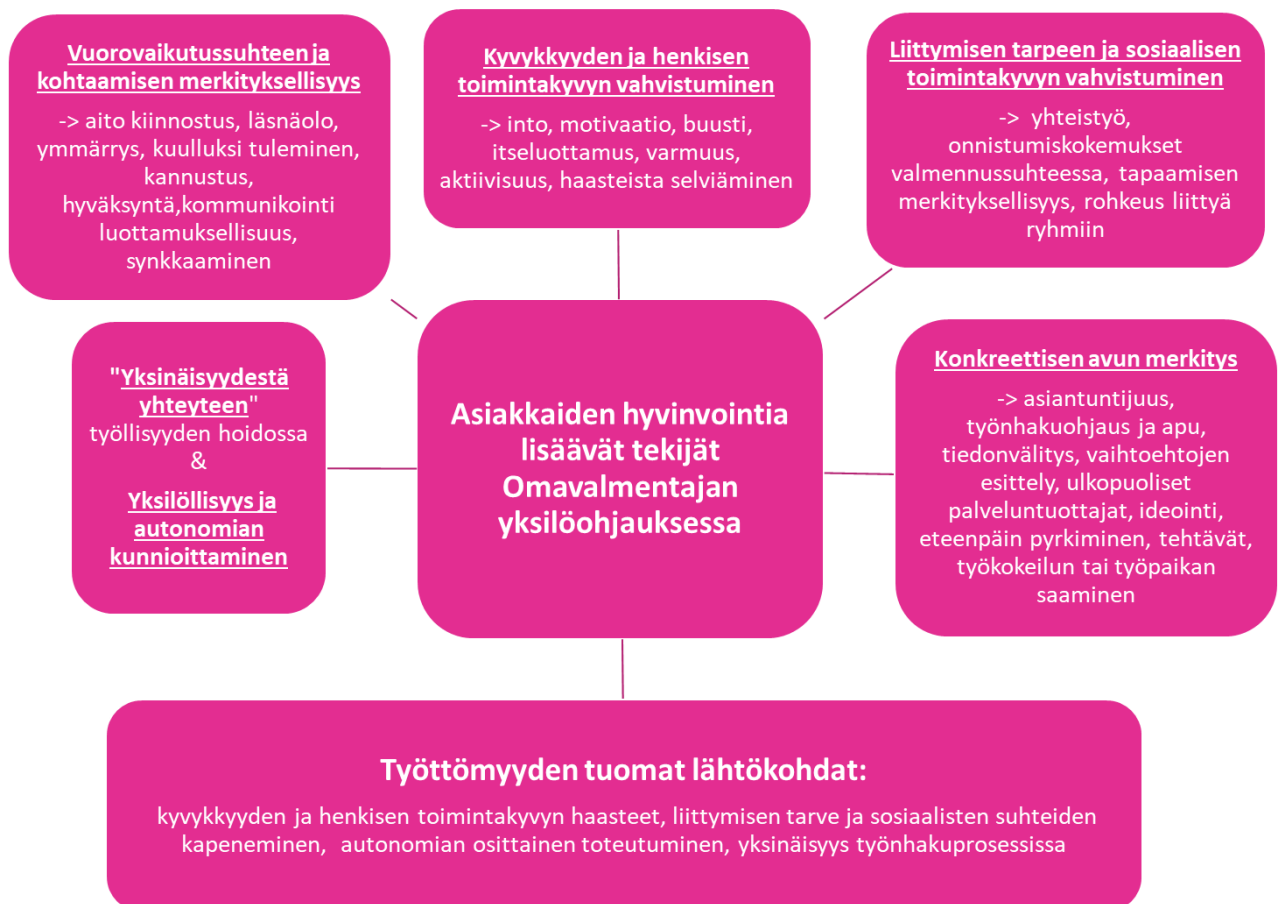 Vuorovaikutussuhteen ja
kohtaamisen merkityksellisyys
-> aito kiinnostus, läsnäolo,
ymmärrys, kuulluksi tuleminen,
kannustus,
hyväksyntä,kommunikointi
luottamuksellisuus,
synkkaaminen
Kyvykkyyden ja henkisen
toimintakyvyn vahvistuminen
-> into, motivaatio, buusti,
itseluottamus, varmuus,
aktiivisuus, haasteista selviäminen
Liittymisen tarpeen ja sosiaalisen
toimintakyvyn vahvistuminen
-> yhteistyö,
onnistumiskokemukset
valmennussuhteessa, tapaamisen
merkityksellisyys, rohkeus liittyä
ryhmiin
"Yksinäisyydestä
yhteyteen"
työllisyyden hoidossa
&
Yksilöllisyys ja
autonomian
kunnioittaminen
Asiakkaiden hyvinvointia
lisäävät tekijät
Omavalmentajan
yksilöohjauksessa
Konkreettisen avun merkitys
-> asiantuntijuus,
työnhakuohjaus ja apu,
tiedonvälitys, vaihtoehtojen
esittely, ulkopuoliset
palveluntuottajat, ideointi,
eteenpäin pyrkiminen, tehtävät,
työkokeilun tai työpaikan
saaminen
Työttömyyden tuomat lähtökohdat:
kyvykkyyden ja henkisen toimintakyvyn haasteet, liittymisen tarve ja sosiaalisten suhteiden
kapeneminen, autonomian osittainen toteutuminen, yksinäisyys työnhakuprosessissa